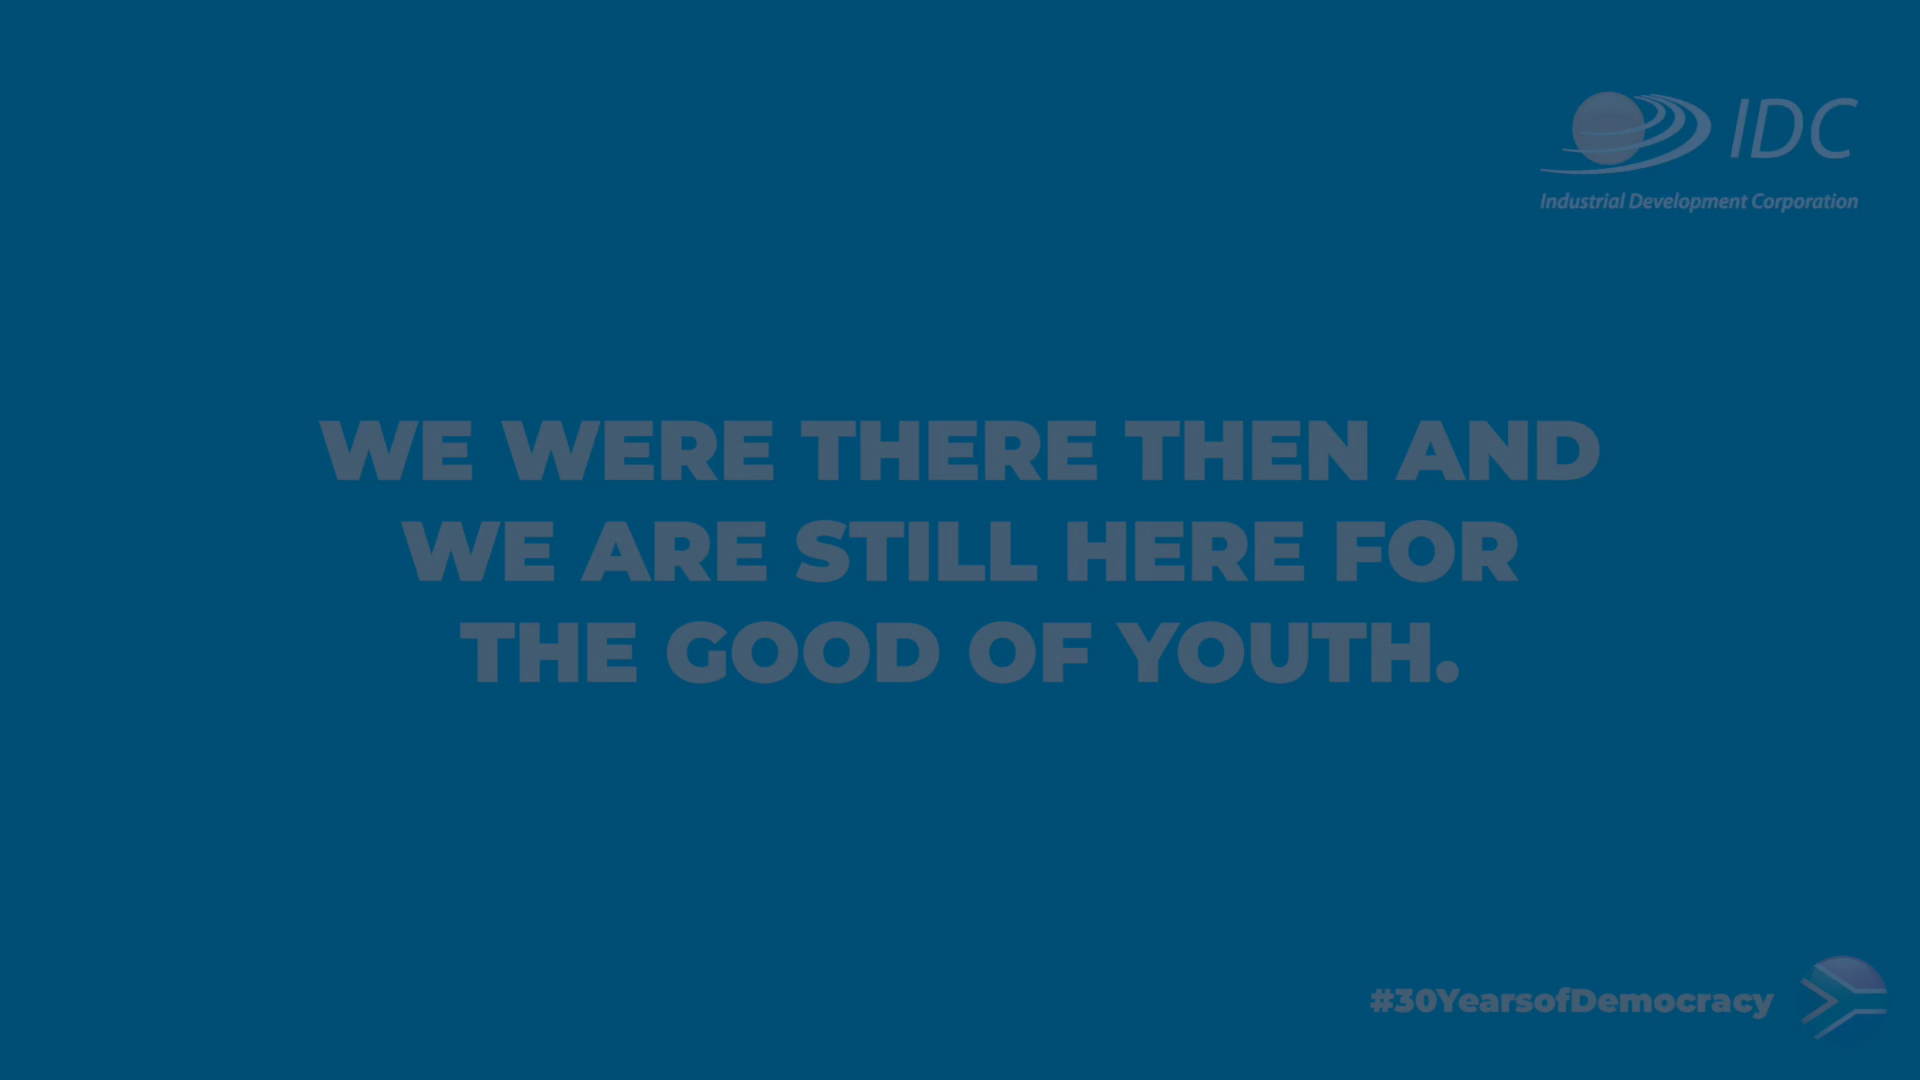 IDC
Industrial Development Corporation
WE WERE THERE THEN AND
WE ARE STILL HERE FOR
THE GOOD OF YOUTH.
#30YearsofDemocracy